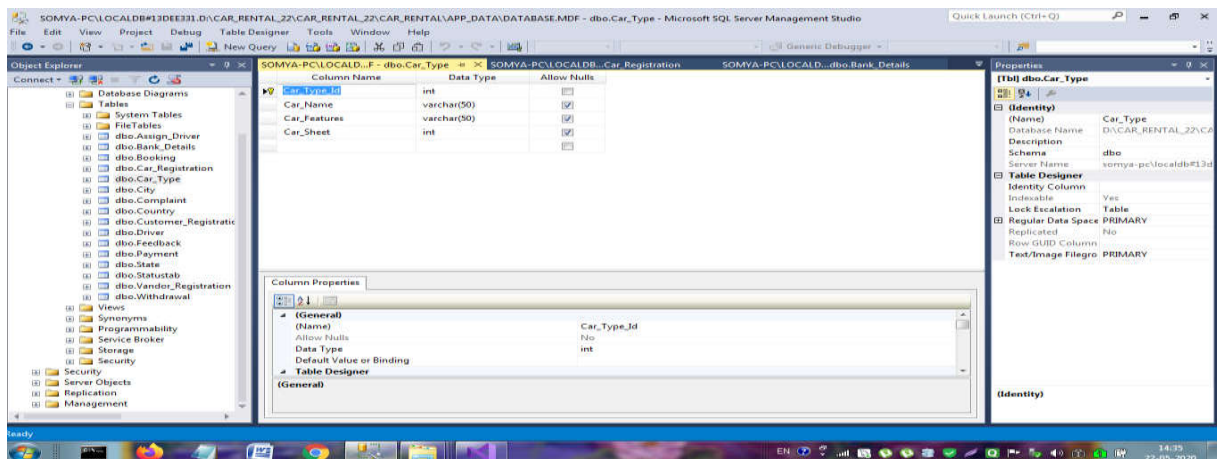 SOMYA-PC\LOCALDB#13DEE331.D:\CAR_RENTAL_22\CAR_RENTAL_22\CAR_RENTAL\APP_DATA\DATABASE.MDF - dbo.Car_Type - Microsoft SQL Server Management Studio
Quick Launch (Ctrl+Q)
File Edit View Project Debug Table Designer Tools Window Help
New Query Generic Debugger
Object Explorer
Connect
Database Diagrams
Tables
System Tables
FileTables
dbo.Assign_Driver
dbo.Bank_Details
dbo.Booking
dbo.Car_Registration
dbo.Car_Type
dbo.City
dbo.Complaint
dbo.Country
dbo.Customer_Registratic
dbo.Driver
dbo.Feedback
dbo.Payment
dbo.State
dbo.Statustab
dbo.Vandor_Registration
dbo.Withdrawal
Views
Synonyms
Programmability
Service Broker
Storage
Security
Security
Server Objects
Replication
Management
SOMYA-PC\LOCALD...F - dbo.Car_Type SOMYA-PC\LOCALDB...Car_Registration SOMYA-PC\LOCALD...dbo.Bank_Details
Column Name Data Type Allow Nulls
Car_Type_Id int
Car_Name varchar(50)
Car_Features varchar(50)
Car_Sheet int
Column Properties
(General)
(Name) Car_Type_Id
Allow Nulls No
Data Type int
Default Value or Binding
Table Designer
(General)
Properties
[Tbl] dbo.Car_Type
(Identity)
(Name) Car_Type
Database Name D:\CAR_RENTAL_22\CA
Description
Schema dbo
Server Name somya-pc\localdb#13d
Table Designer
Identity Column
Indexable Yes
Lock Escalation Table
Regular Data Space PRIMARY
Replicated No
Row GUID Column
Text/Image Filegro PRIMARY
(Identity)
Ready
EN
14:35
22-05-2020